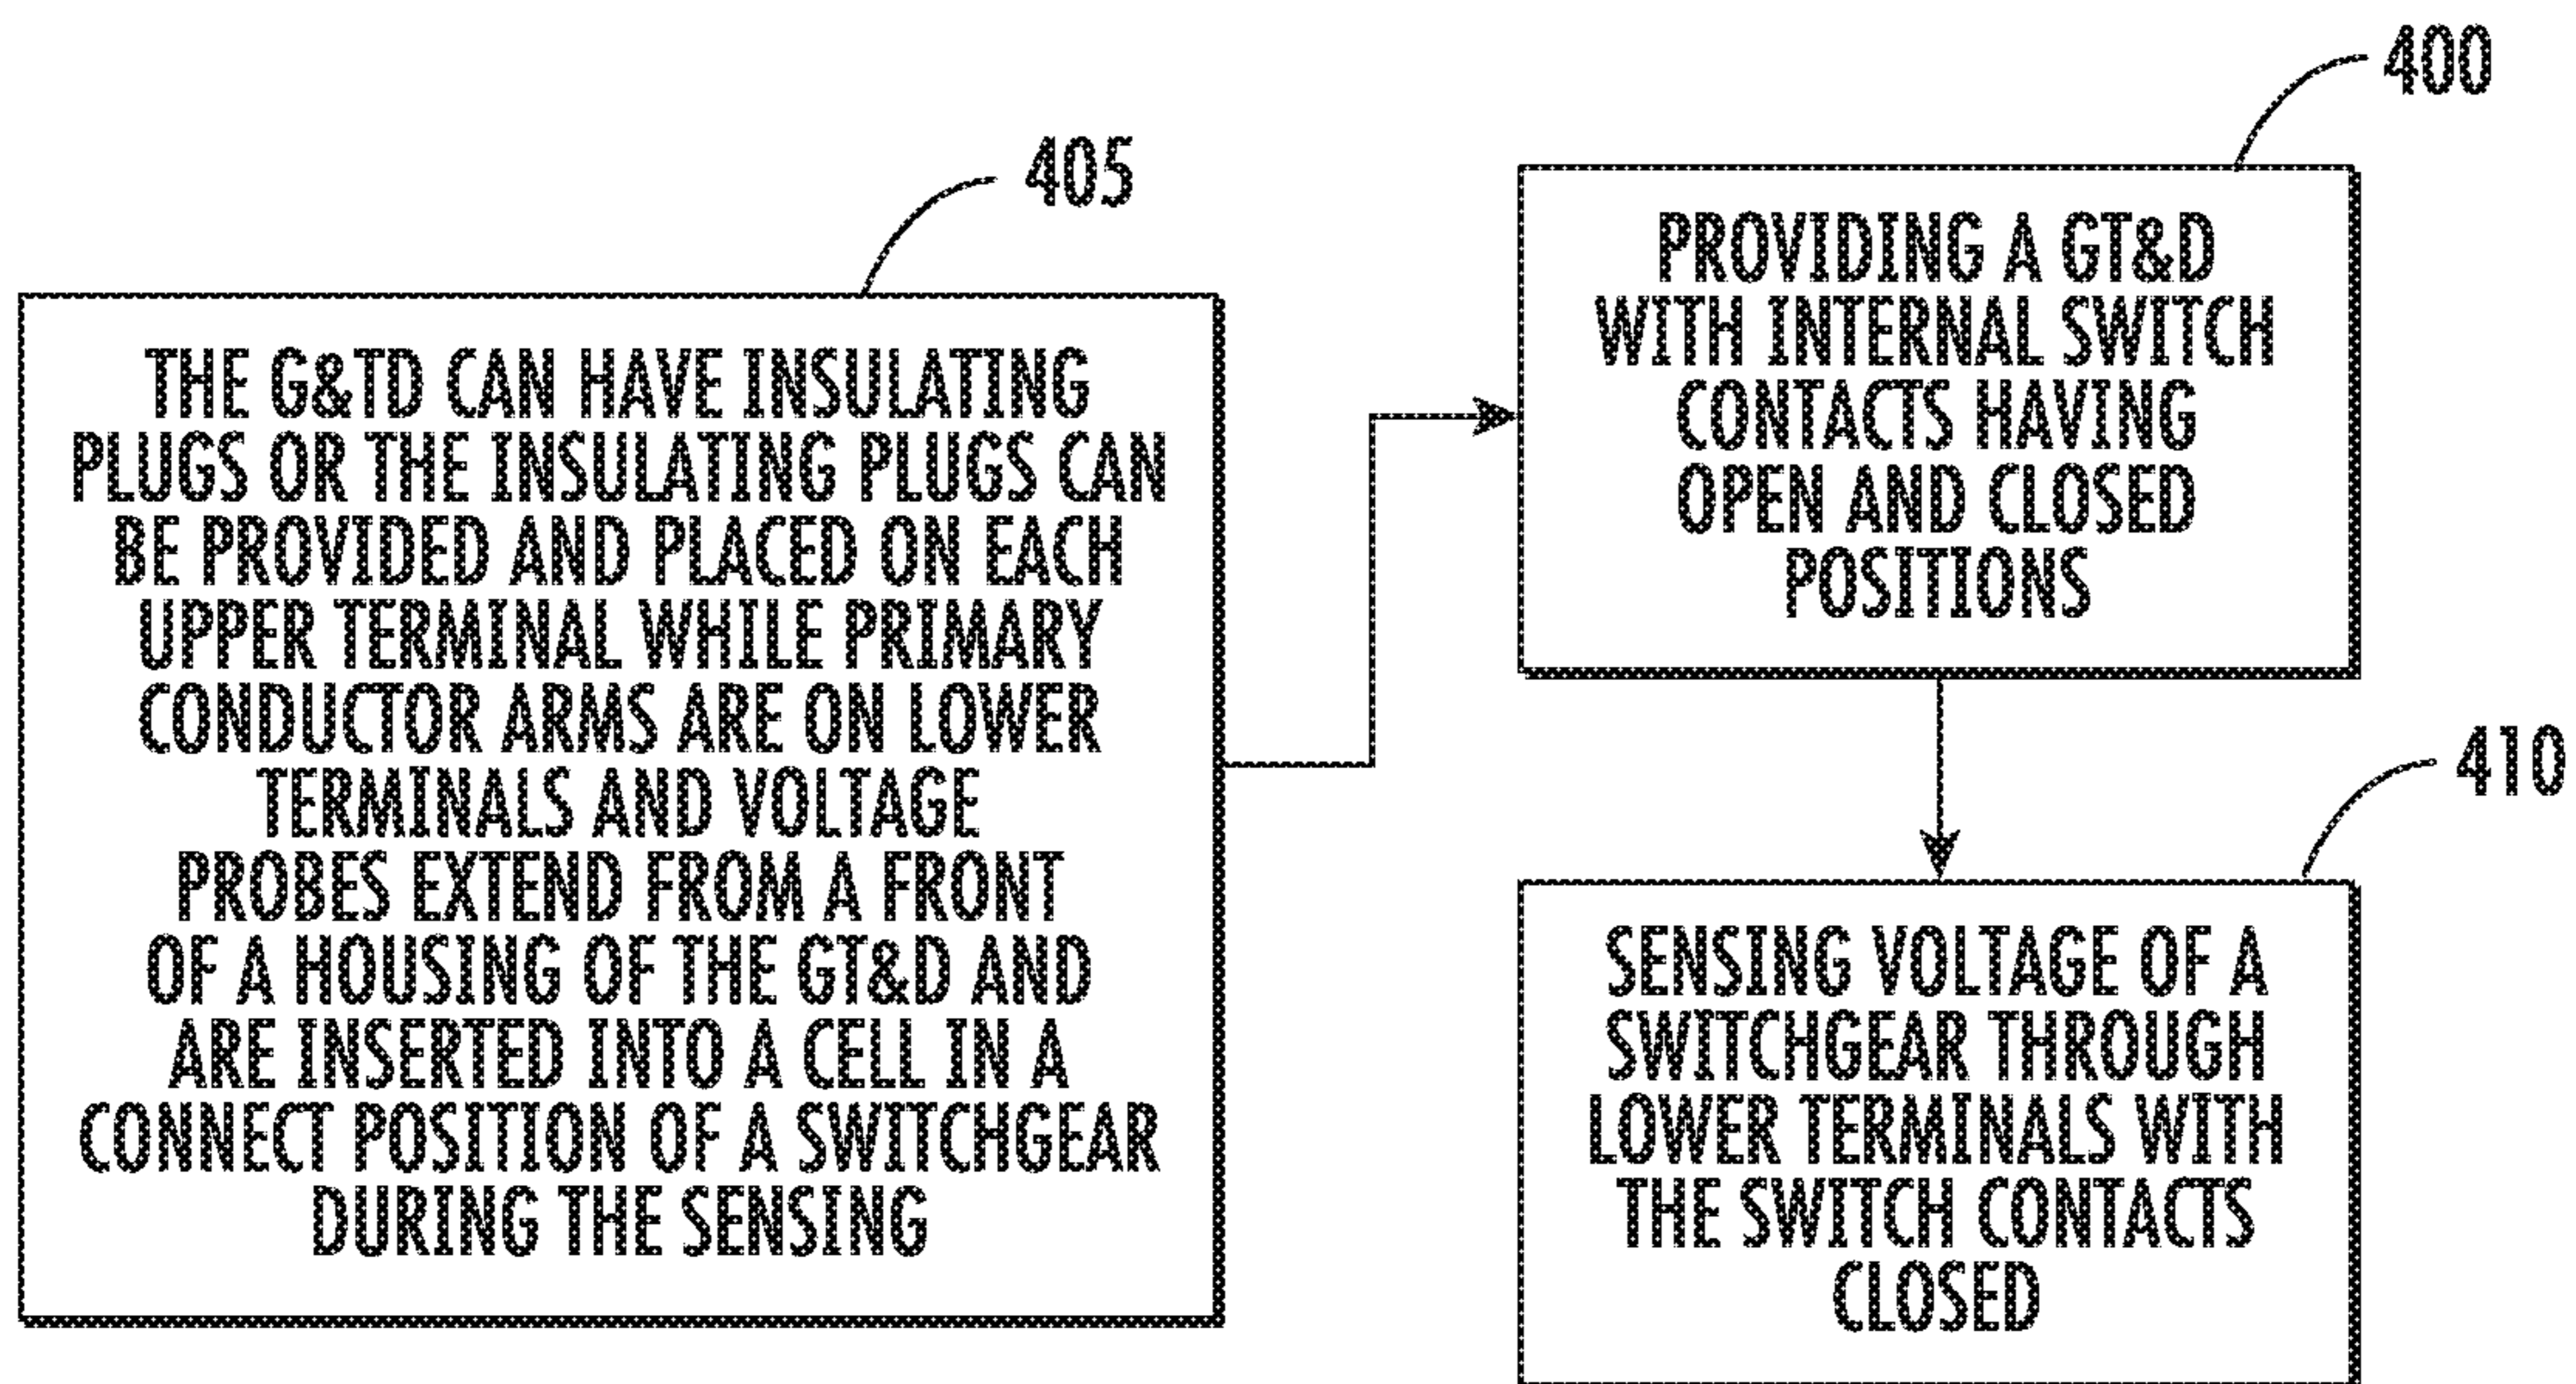 400
405
PROVIDING A GT&D
WITH INTERNAL SWITCH
CONTACTS HAVING
OPEN AND CLOSED
POSITIONS
THE G&TD CAN HAVE INSULATING
PLUGS OR THE INSULATING PLUGS CAN
BE PROVIDED AND PLACED ON EACH
UPPER TERMINAL WHILE PRIMARY
CONDUCTOR ARMS ARE ON LOWER
TERMINALS AND VOLTAGE
PROBES EXTEND FROM A FRONT
OF A HOUSING OF THE GT&D AND
ARE INSERTED INTO A CELL IN A
CONNECT POSITION OF A SWITCHGEAR
DURING THE SENSING
410
SENSING VOLTAGE OF A
SWITCHGEAR THROUGH
LOWER TERMINALS WITH
THE SWITCH CONTACTS
CLOSED